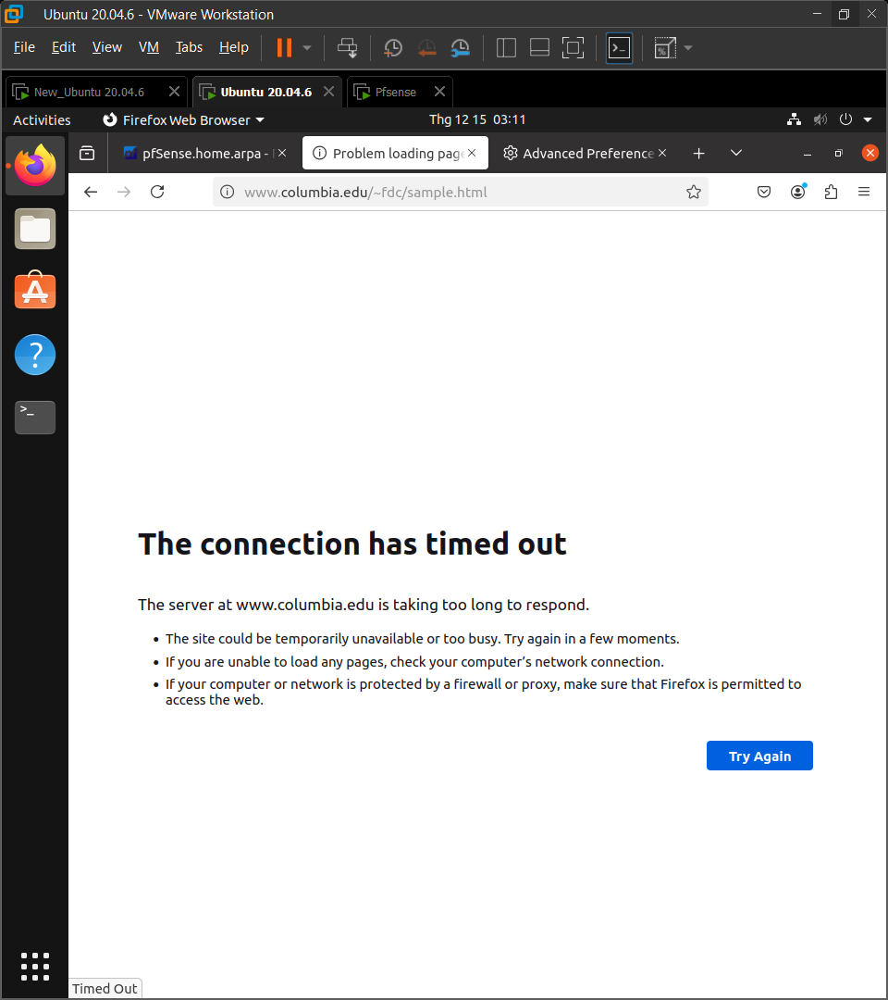 Ubuntu 20.04.6 - VMware Workstation
File Edit View VM Tabs Help
New_Ubuntu 20.04.6 Ubuntu 20.04.6 Pfsense
Activities Firefox Web Browser Thg 12 15 03:11
pfSense.home.arpa - Problem loading page Advanced Preference
www.columbia.edu/~fdc/sample.html
The connection has timed out
The server at www.columbia.edu is taking too long to respond.
• The site could be temporarily unavailable or too busy. Try again in a few moments.
• If you are unable to load any pages, check your computer’s network connection.
• If your computer or network is protected by a firewall or proxy, make sure that Firefox is permitted to
access the web.
Try Again
Timed Out